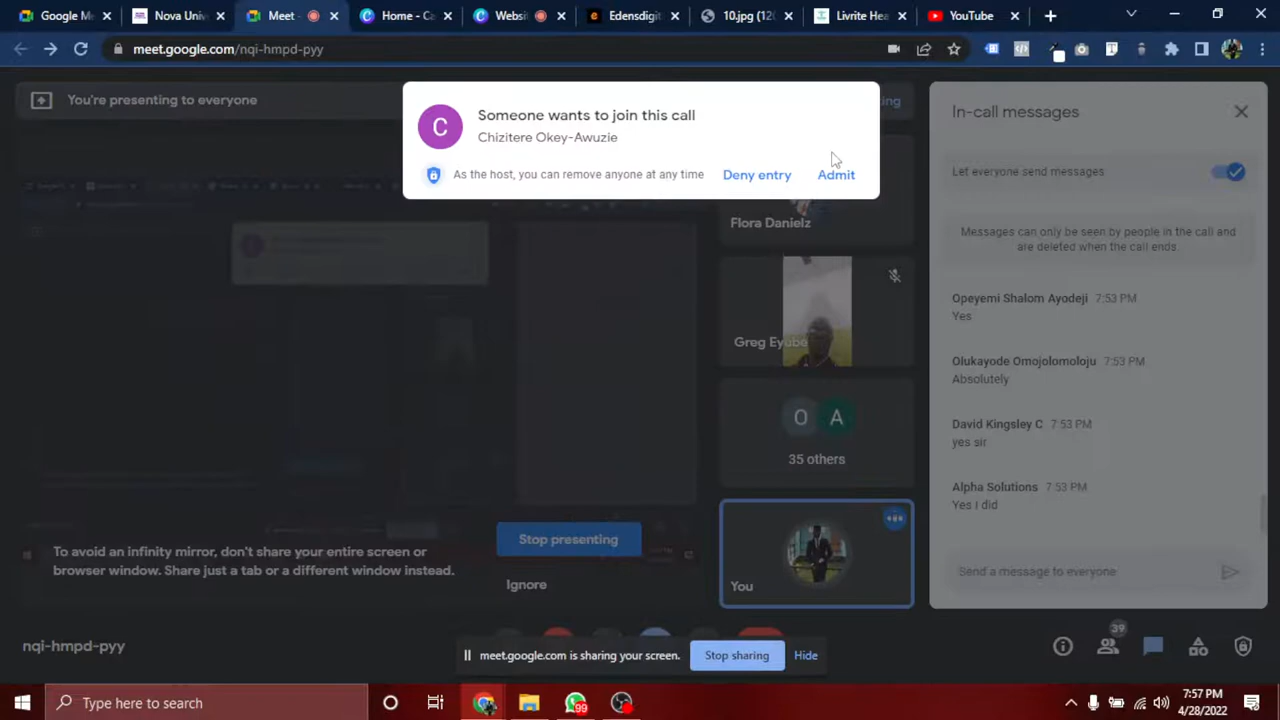 Google M
Nova Univ
Meet -
Home - Ca
Websi
Edensdigit
10.jpg (12
Livrite Hea
YouTube
meet.google.com/nqi-hmpd-pyy
You're presenting to everyone
ing
Someone wants to join this call
C
Chizitere Okey-Awuzie
As the host, you can remove anyone at any time
Deny entry
Admit
In-call messages
Let everyone send messages
Messages can only be seen by people in the call and
are deleted when the call ends
Flora Danielz
Greg Eyube
O A
35 others
You
Opeyemi Shalom Ayodeji 7:53 PM
Yes
Olukayode Omojolomoloju 7:53 PM
Absolutely
David Kingsley C 7:53 PM
yes sir
Alpha Solutions 7:53 PM
Yes I did
Send a message to everyone
To avoid an infinity mirror, don't share your entire screen or
browser window. Share just a tab or a different window instead.
Stop presenting
Ignore
nqi-hmpd-pyy
meet.google.com is sharing your screen.
Stop sharing
Hide
39
Type here to search
99
7:57 PM
4/28/2022